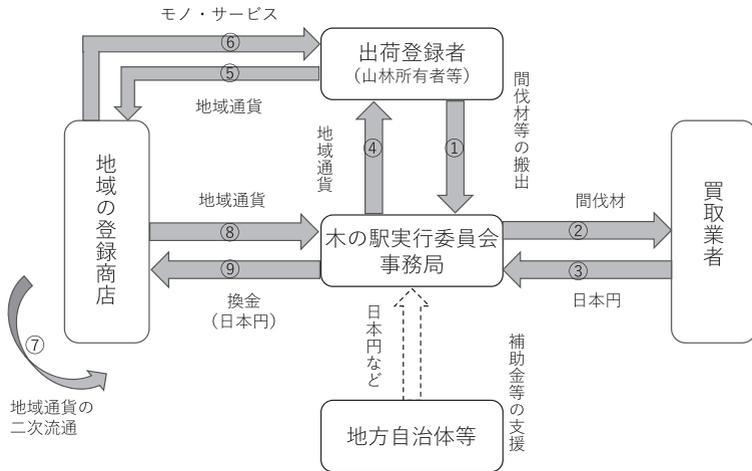 モノ・サービス
⑥
⑤
地域通貨
出荷登録者
（山林所有者等）
間伐材等の搬出
地域通貨
④
①
地域の登録商店
地域通貨
⑧
⑨
換金
（日本円）
木の駅実行委員会
事務局
間伐材
②
③
日本円
買取業者
⑦
地域通貨の
二次流通
日本円など
補助金等の支援
地方自治体等